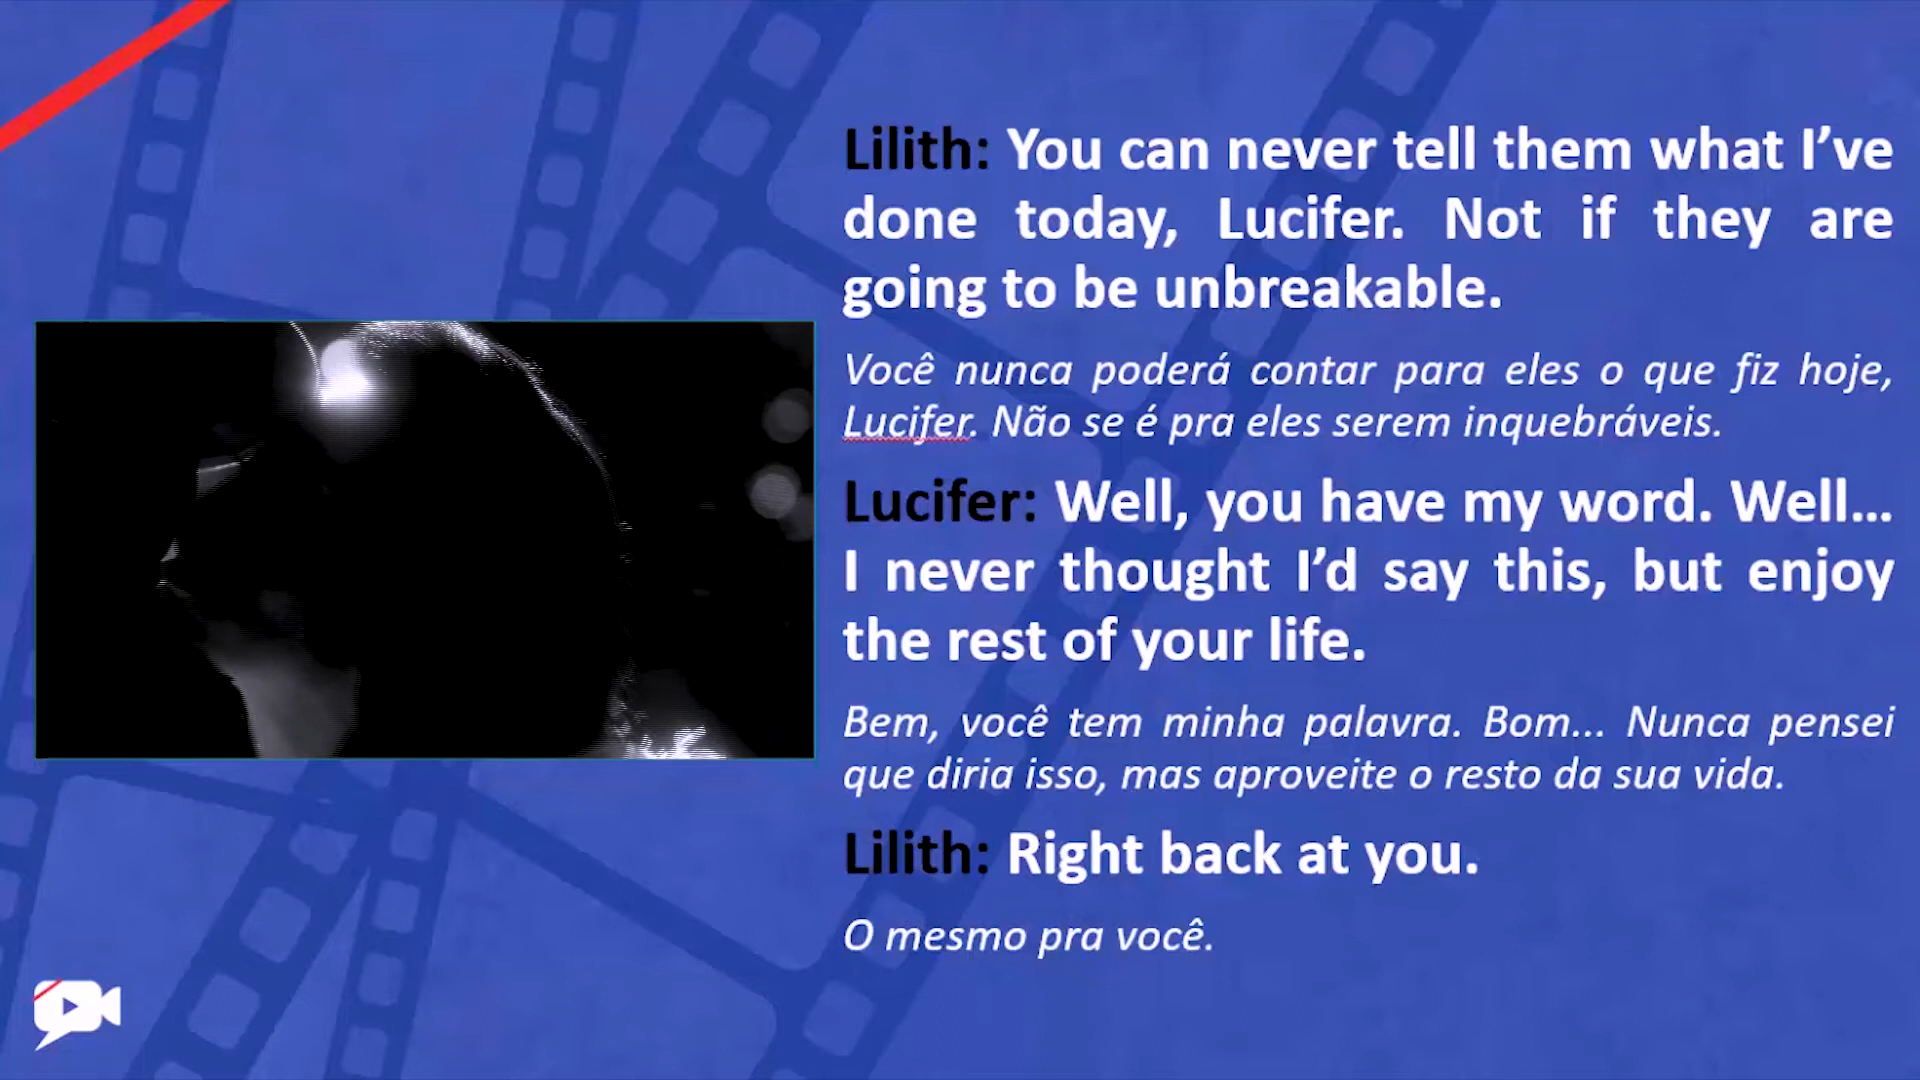 Lilith: You can never tell them what I’ve
done today, Lucifer. Not if they are
going to be unbreakable.
Você nunca poderá contar para eles o que fiz hoje,
Lucifer. Não se é pra eles serem inquebráveis.
Lucifer: Well, you have my word. Well...
I never thought I’d say this, but enjoy
the rest of your life.
Bem, você tem minha palavra. Bom... Nunca pensei
que diria isso, mas aproveite o resto da sua vida.
Lilith: Right back at you.
O mesmo pra você.